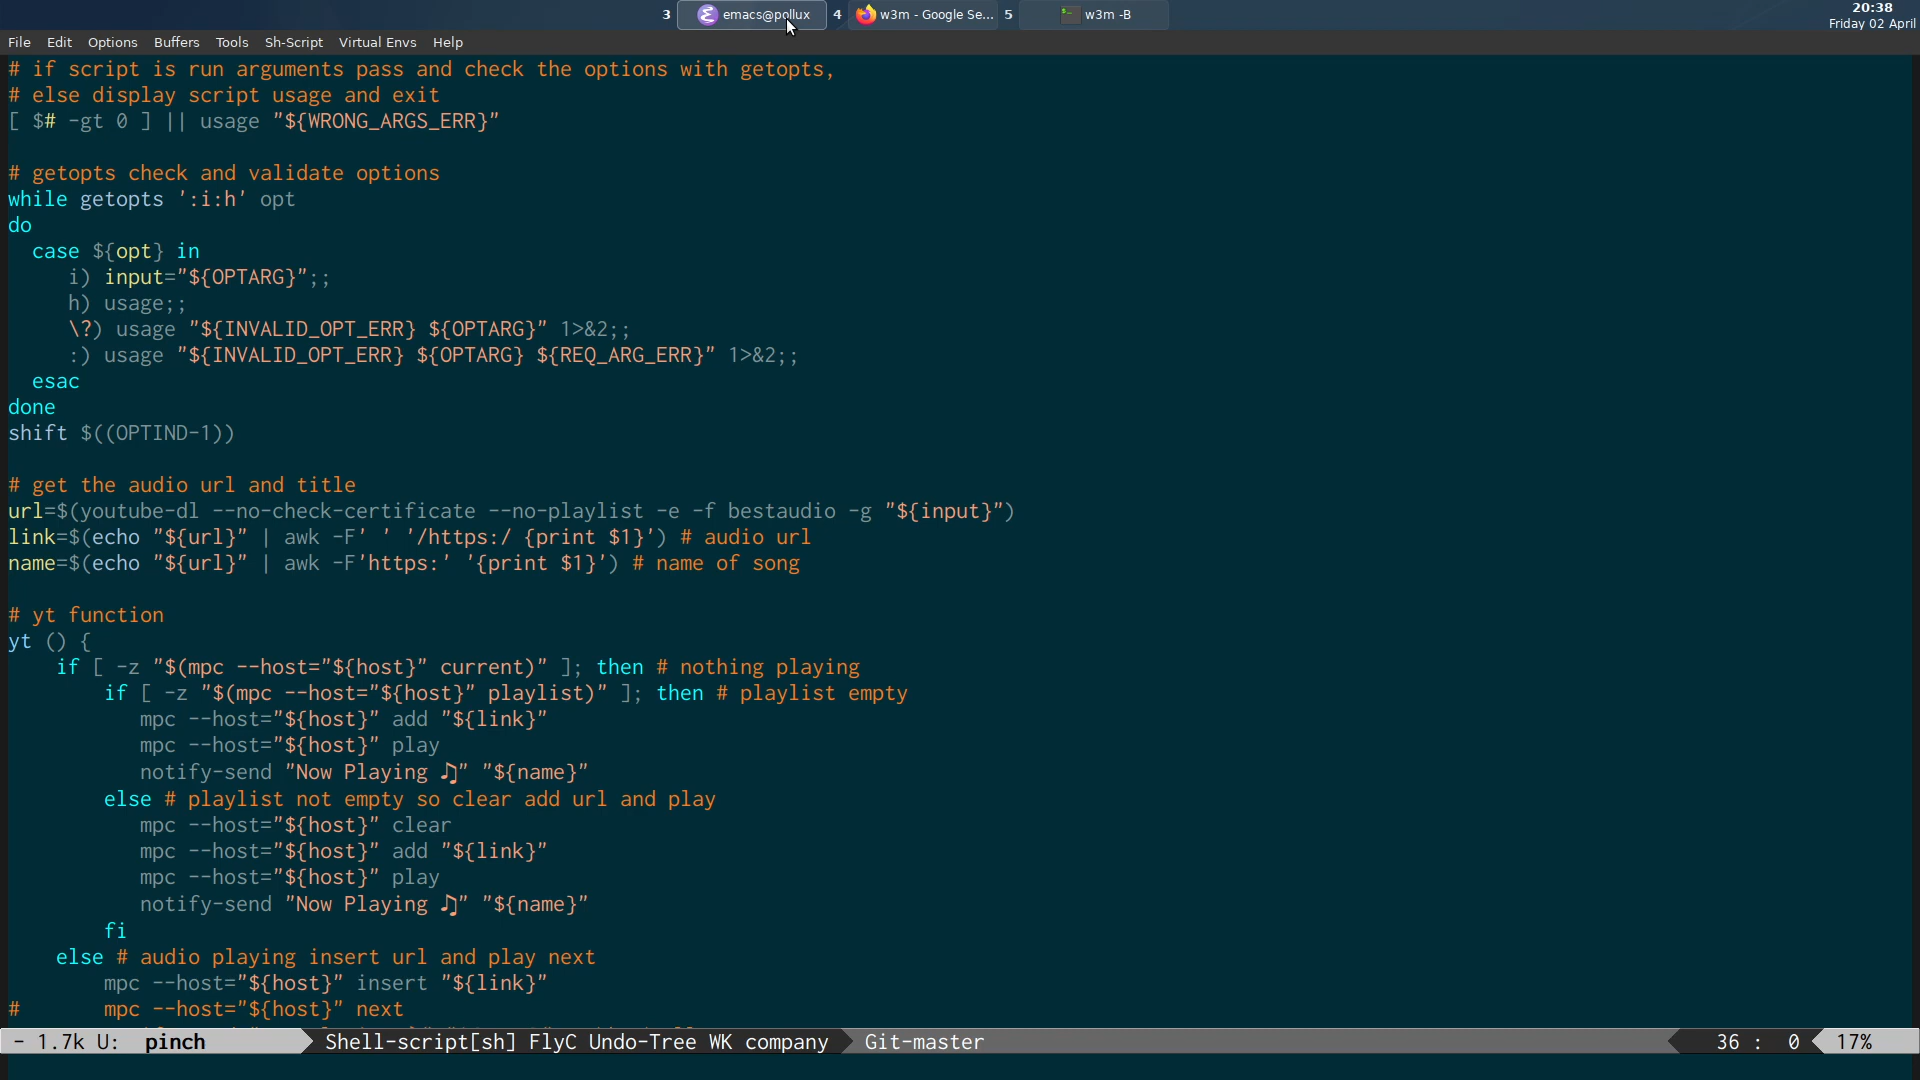 3 emacs@pollux 4 w3m - Google Se... 5 w3m -B
20:38
Friday 02 April
File Edit Options Buffers Tools Sh-Script Virtual Envs Help
# if script is run arguments pass and check the options with getopts,
# else display script usage and exit
[ $# -gt 0 ] || usage "${WRONG_ARGS_ERR}"

# getopts check and validate options
while getopts ':i:h' opt
do
  case ${opt} in
     i) input="${OPTARG}";;
     h) usage;;
     \?) usage "${INVALID_OPT_ERR} ${OPTARG}" 1>&2;;
     :) usage "${INVALID_OPT_ERR} ${OPTARG} ${REQ_ARG_ERR}" 1>&2;;
  esac
done
shift $((OPTIND-1))

# get the audio url and title
url=$(youtube-dl --no-check-certificate --no-playlist -e -f bestaudio -g "${input}")
link=$(echo "${url}" | awk -F' ' '/https:/ {print $1}') # audio url
name=$(echo "${url}" | awk -F'https:' '{print $1}') # name of song

# yt function
yt () {
    if [ -z "$(mpc --host="${host}" current)" ]; then # nothing playing
        if [ -z "$(mpc --host="${host}" playlist)" ]; then # playlist empty
           mpc --host="${host}" add "${link}"
           mpc --host="${host}" play
           notify-send "Now Playing ♫" "${name}"
        else # playlist not empty so clear add url and play
           mpc --host="${host}" clear
           mpc --host="${host}" add "${link}"
           mpc --host="${host}" play
           notify-send "Now Playing ♫" "${name}"
        fi
    else # audio playing insert url and play next
        mpc --host="${host}" insert "${link}"
#       mpc --host="${host}" next
- 1.7k U: pinch Shell-script[sh] FlyC Undo-Tree WK company Git-master 36 : 0 17%